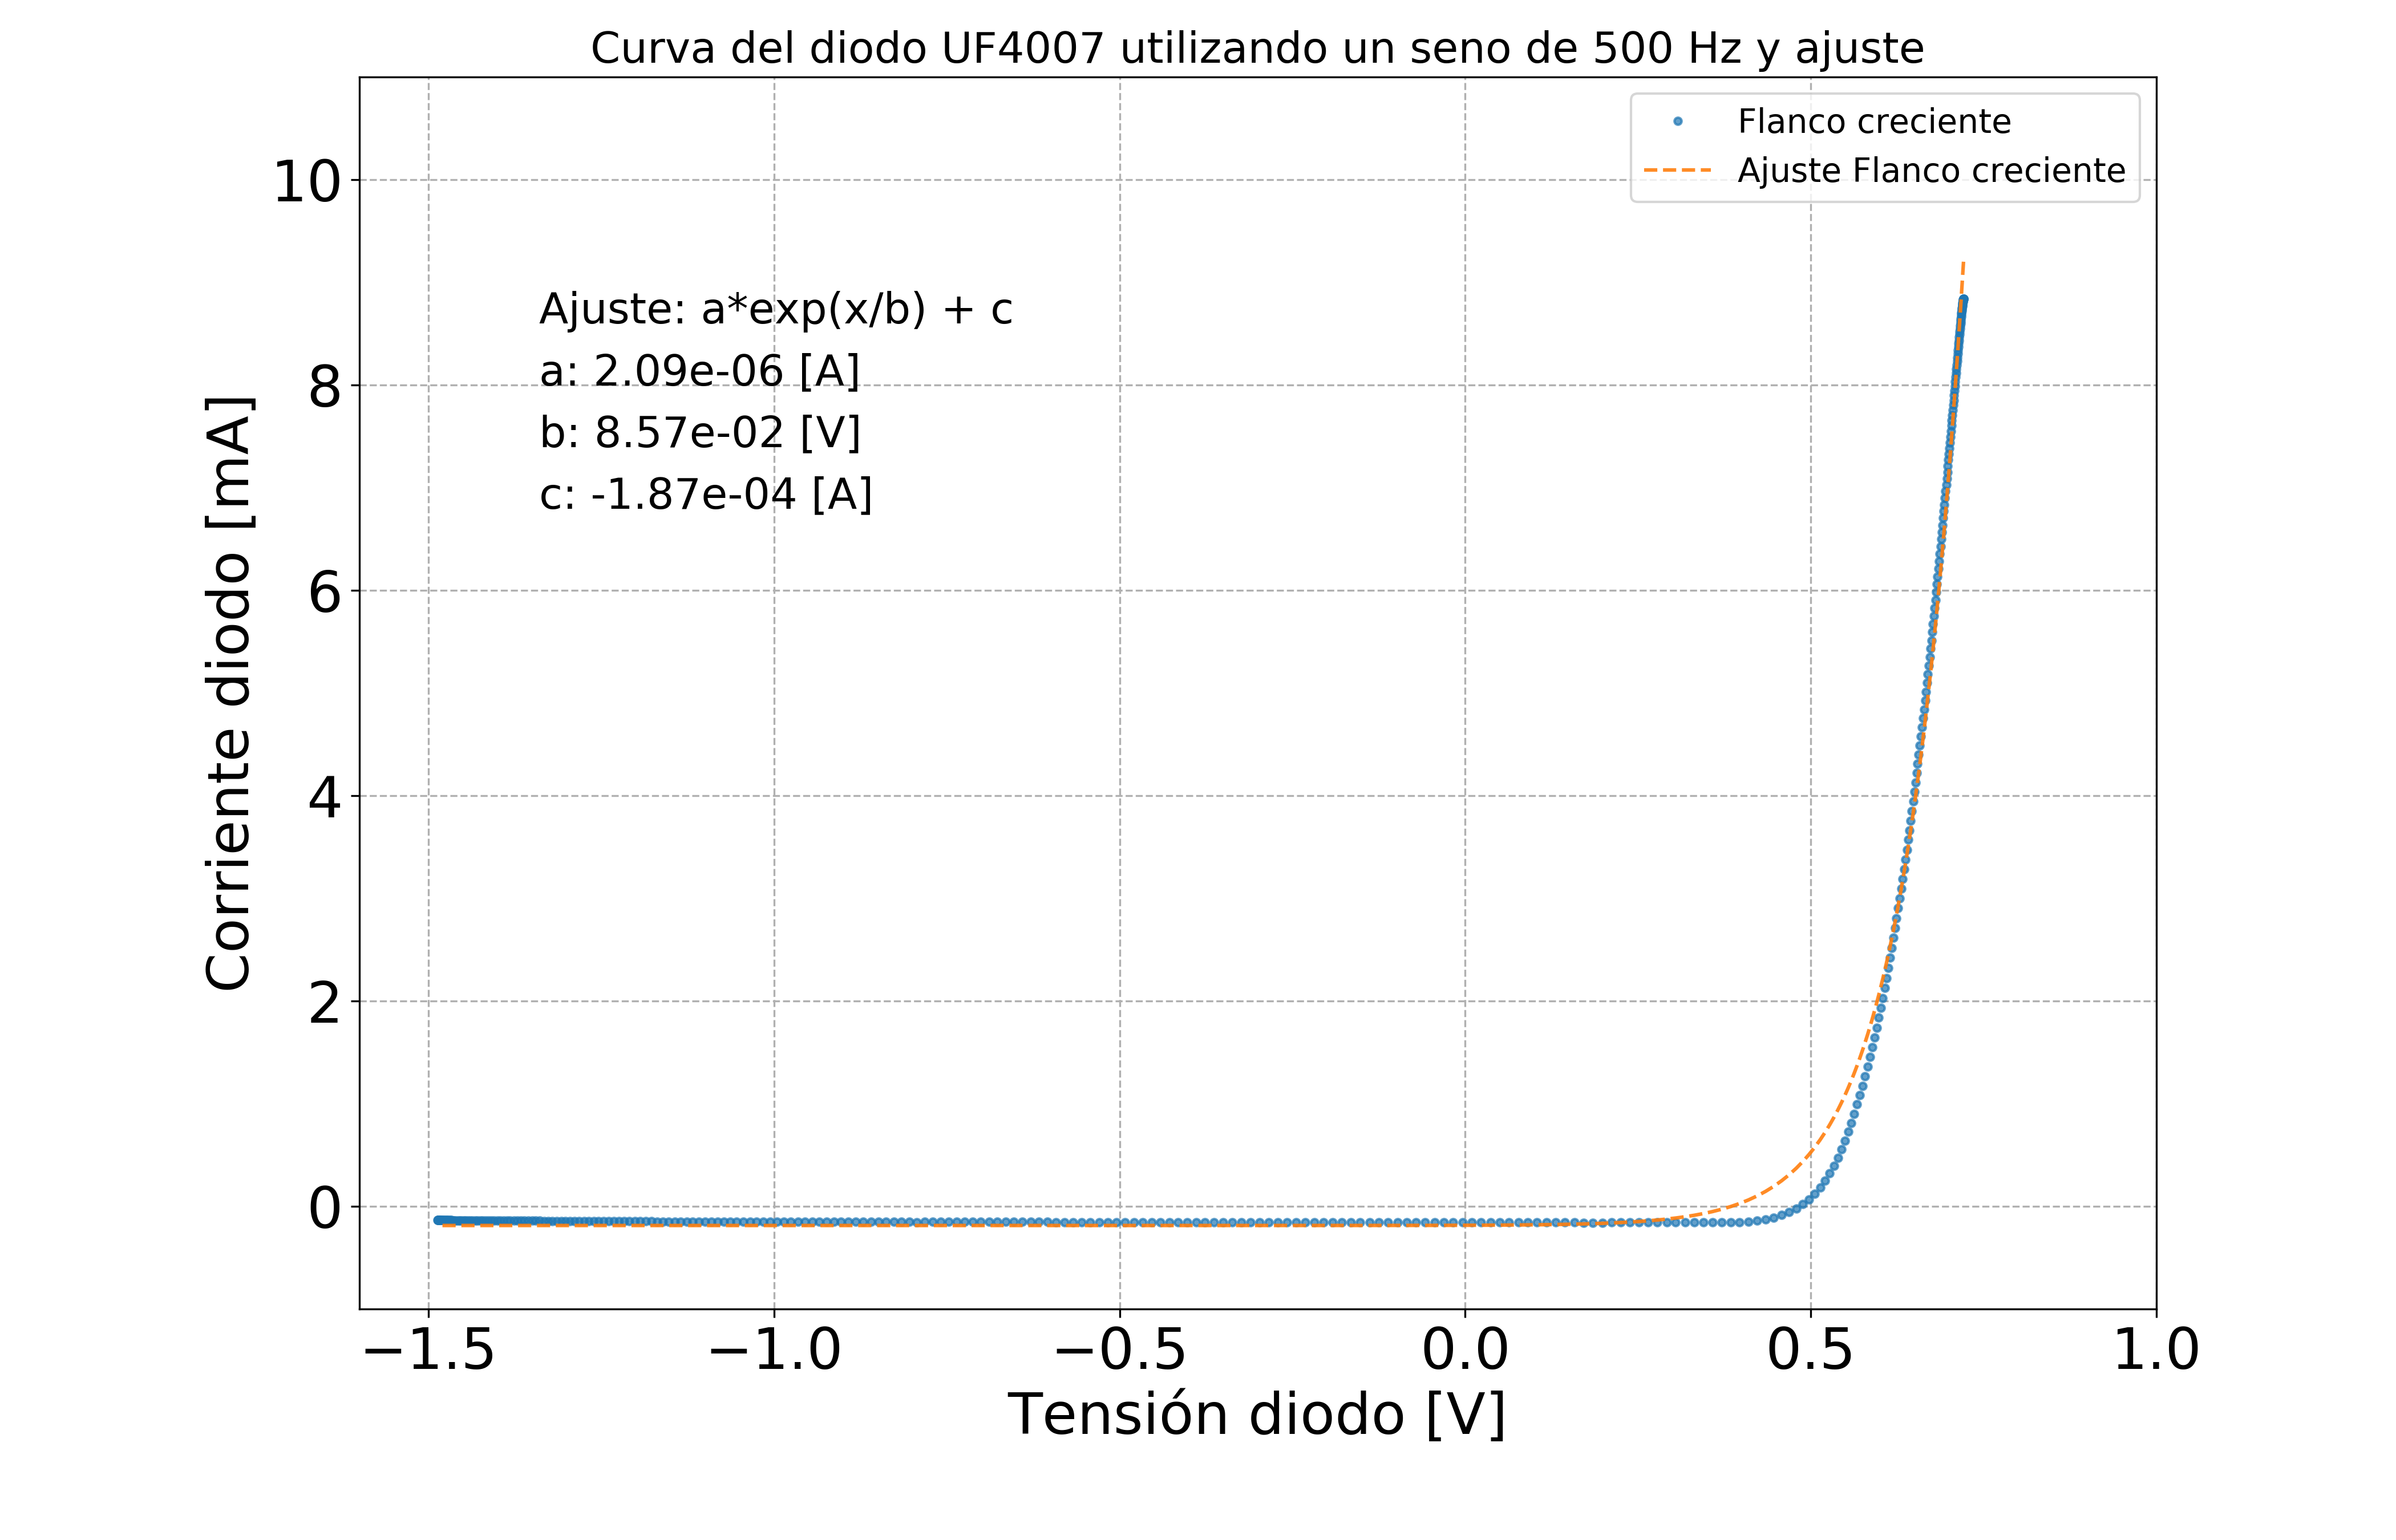 Curva del diodo UF4007 utilizando un seno de 500 Hz y ajuste
Flanco creciente
Ajuste Flanco creciente
Ajuste: a*exp(x/b) + c
a: 2.09e-06 [A]
b: 8.57e-02 [V]
c: -1.87e-04 [A]
Corriente diodo [mA]
10
8
6
4
2
0
−1.5 −1.0 −0.5 0.0 0.5 1.0
Tensión diodo [V]